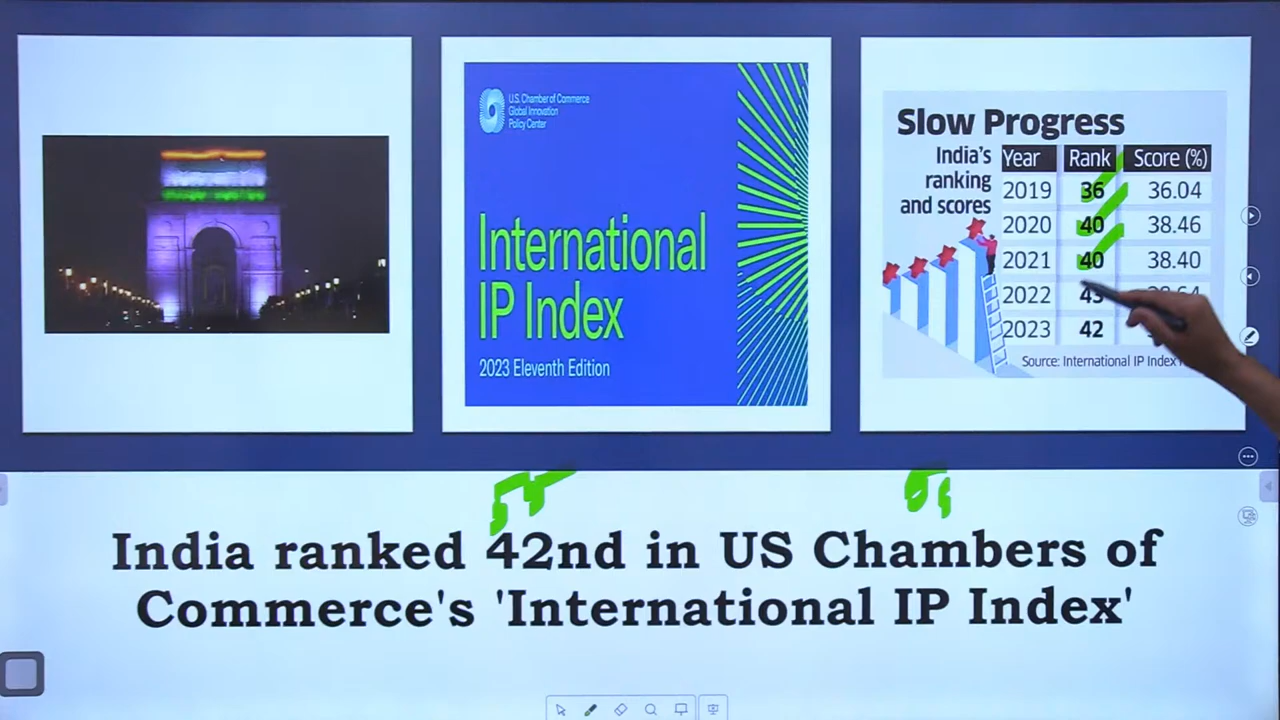 U.S. Chamber of Commerce
Global Innovation
Policy Center
International
IP Index
2023 Eleventh Edition
Slow Progress
India's
ranking
and scores
Year Rank Score (%)
2019 36 36.04
2020 40 38.46
2021 40 38.40
2022 43
2023 42
Source: International IP Index
55
India ranked 42nd in US Chambers of
Commerce's 'International IP Index'